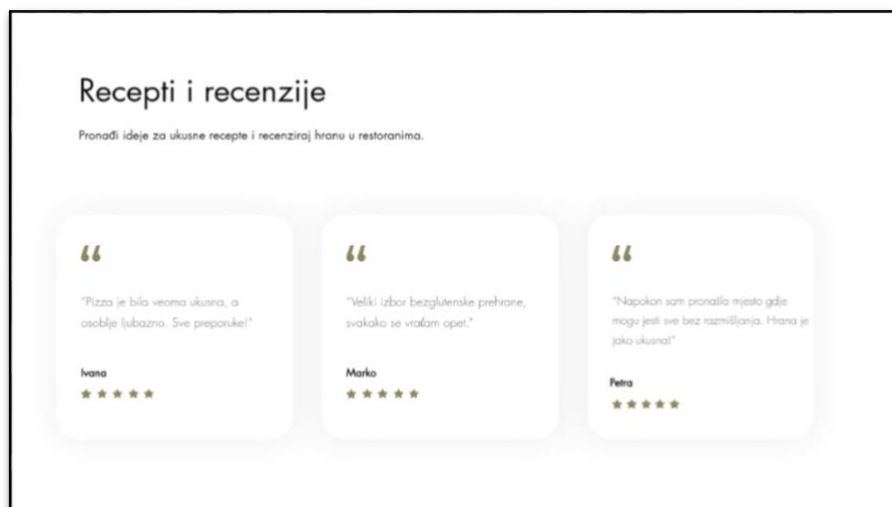 Recepti i recenzije
Pronađi ideje za ukusne recepte i recenziraj hranu u restoranima.
“
"Pizza je bila veoma ukusna, a
osoblje ljubazno. Sve preporuke!"
Ivana
“
"Veliki izbor bezglutenske prehrane,
svakako se vraćam opet."
Marko
“
"Napokon sam pronašla mjesto gdje
mogu jesti sve bez razmišljanja. Hrana je
jako ukusna!"
Petra